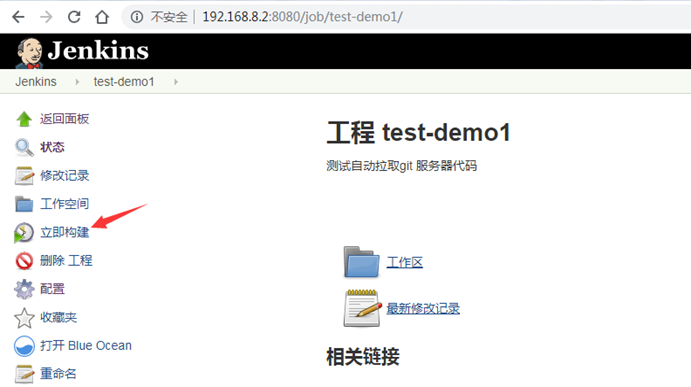 不安全 192.168.8.2:8080/job/test-demo1/
Jenkins
Jenkins test-demo1
返回面板
状态
修改记录
工作空间
立即构建
删除 工程
配置
收藏夹
打开 Blue Ocean
重命名
工程 test-demo1
测试自动拉取git 服务器代码
工作区
最新修改记录
相关链接